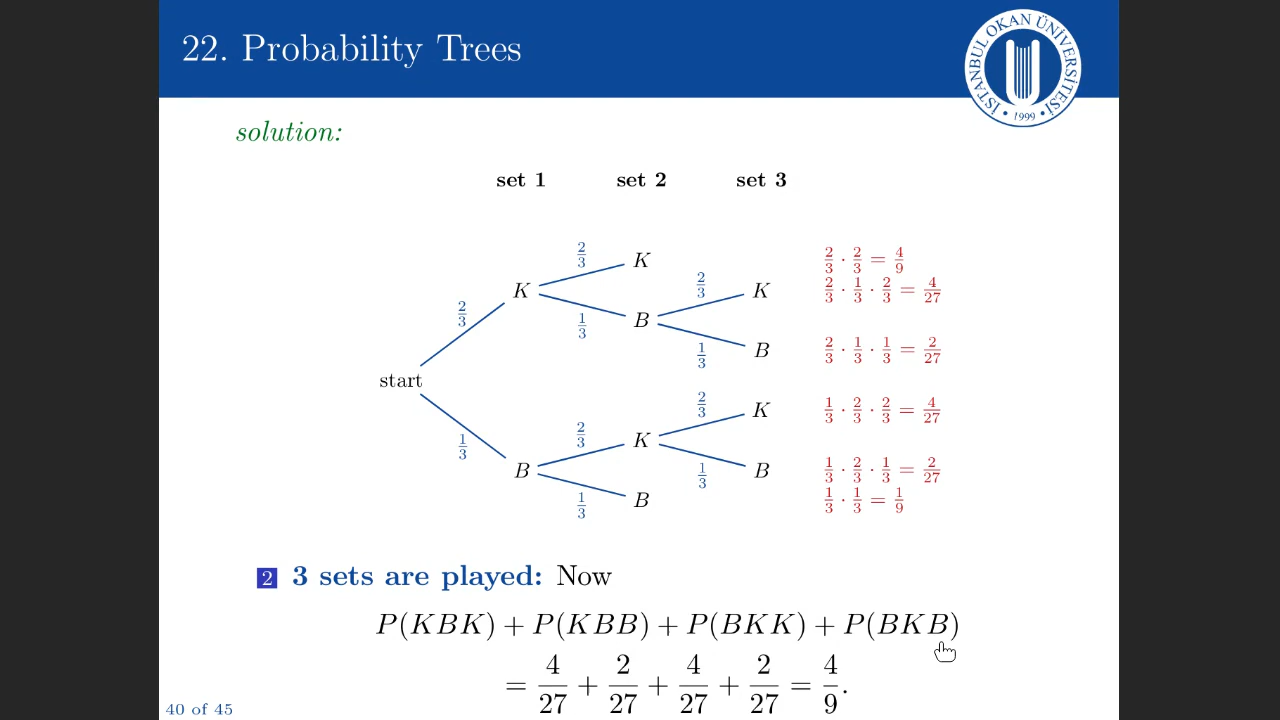 22. Probability Trees
İSTANBUL OKAN ÜNİVERSİTESİ
1999
solution:
set 1 set 2 set 3
2/3 K 2/3 · 2/3 = 4/9
K 2/3 K 2/3 · 1/3 · 2/3 = 4/27
2/3 1/3 B
1/3 B 2/3 · 1/3 · 1/3 = 2/27
start
2/3 K 1/3 · 2/3 · 2/3 = 4/27
1/3 2/3 K
B 1/3 B 1/3 · 2/3 · 1/3 = 2/27
1/3 B 1/3 · 1/3 = 1/9
2 3 sets are played: Now
P(KBK) + P(KBB) + P(BKK) + P(BKB)
= 4/27 + 2/27 + 4/27 + 2/27 = 4/9.
40 of 45